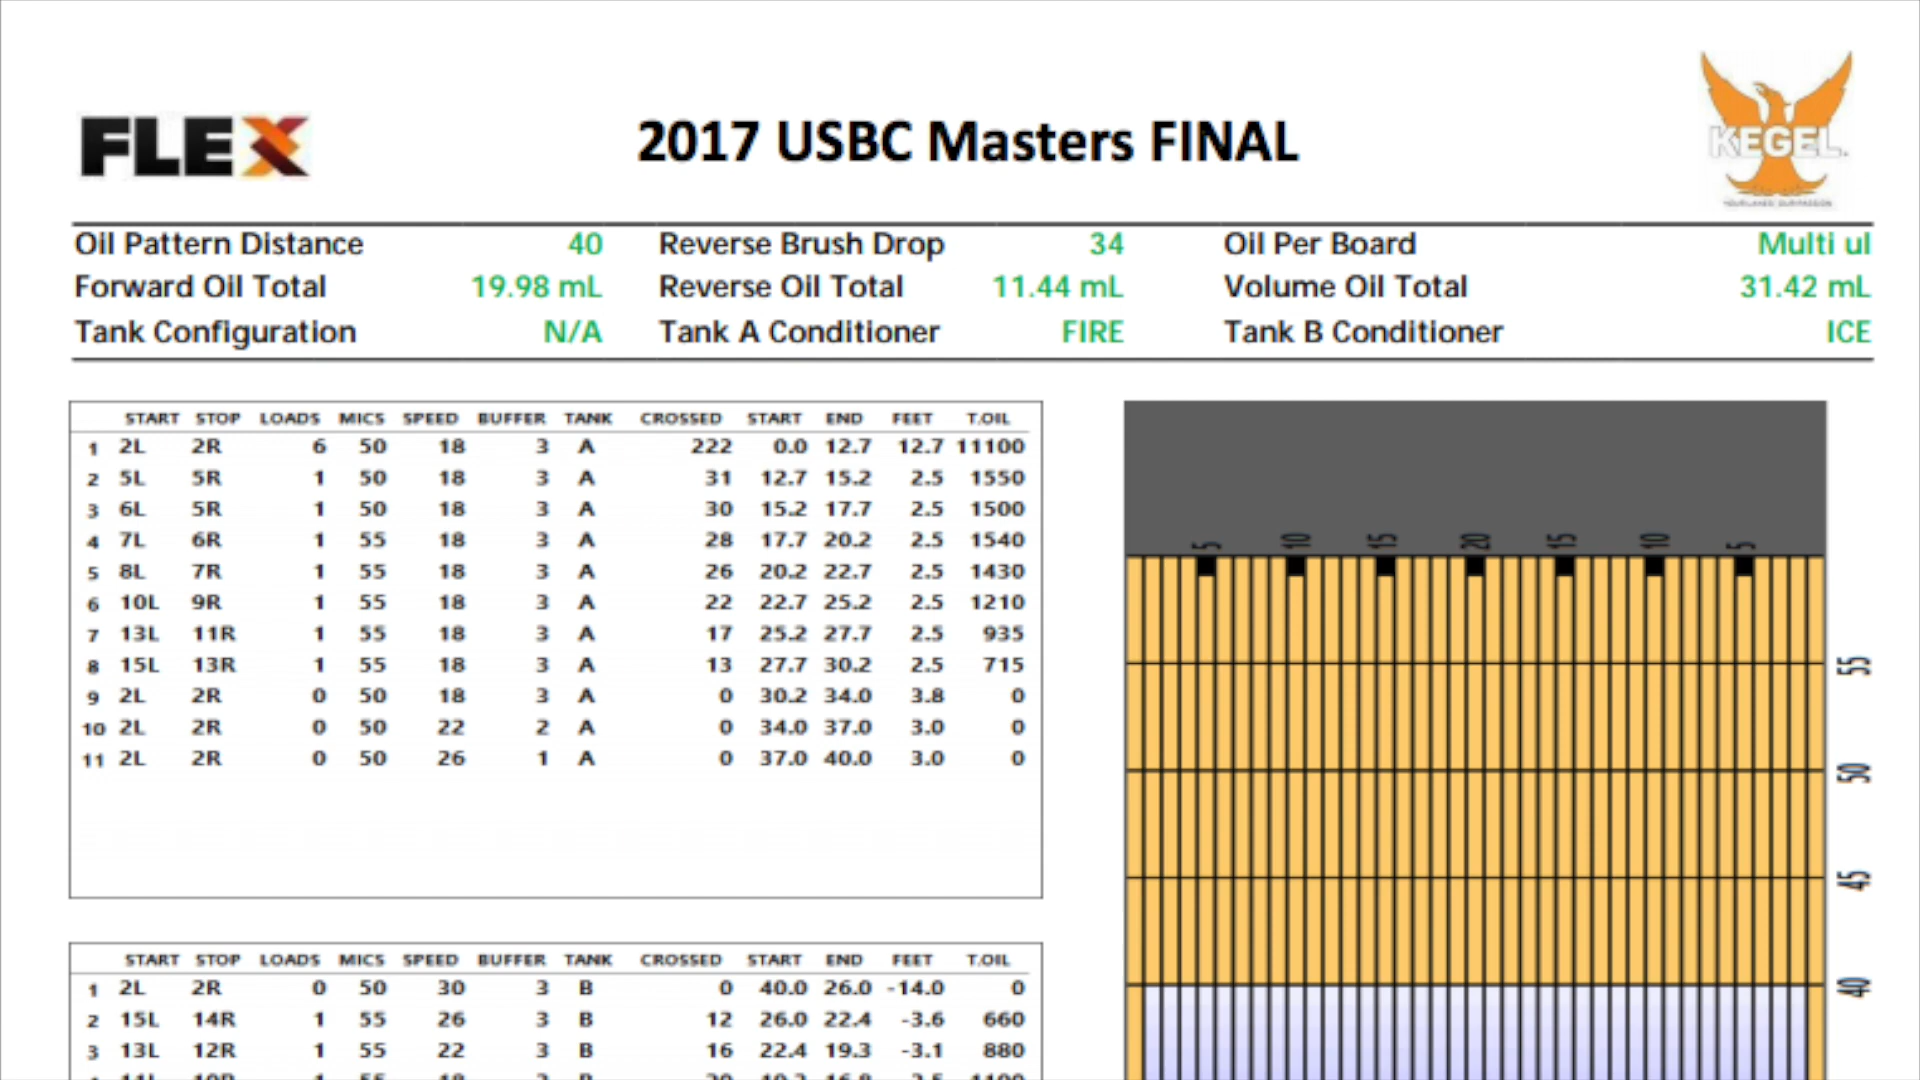 FLEX
2017 USBC Masters FINAL
KEGEL
Oil Pattern Distance 40 Reverse Brush Drop 34 Oil Per Board Multi ul
Forward Oil Total 19.98 mL Reverse Oil Total 11.44 mL Volume Oil Total 31.42 mL
Tank Configuration N/A Tank A Conditioner FIRE Tank B Conditioner ICE
START STOP LOADS MICS SPEED BUFFER TANK CROSSED START END FEET T.OIL
1 2L 2R 6 50 18 3 A 222 0.0 12.7 12.7 11100
2 5L 5R 1 50 18 3 A 31 12.7 15.2 2.5 1550
3 6L 5R 1 50 18 3 A 30 15.2 17.7 2.5 1500
4 7L 6R 1 55 18 3 A 28 17.7 20.2 2.5 1540
5 8L 7R 1 55 18 3 A 26 20.2 22.7 2.5 1430
6 10L 9R 1 55 18 3 A 22 22.7 25.2 2.5 1210
7 13L 11R 1 55 18 3 A 17 25.2 27.7 2.5 935
8 15L 13R 1 55 18 3 A 13 27.7 30.2 2.5 715
9 2L 2R 0 50 18 3 A 0 30.2 34.0 3.8 0
10 2L 2R 0 50 22 2 A 0 34.0 37.0 3.0 0
11 2L 2R 0 50 26 1 A 0 37.0 40.0 3.0 0
START STOP LOADS MICS SPEED BUFFER TANK CROSSED START END FEET T.OIL
1 2L 2R 0 50 30 3 B 0 40.0 26.0 -14.0 0
2 15L 14R 1 55 26 3 B 12 26.0 22.4 -3.6 660
3 13L 12R 1 55 22 3 B 16 22.4 19.3 -3.1 880
5 10 15 20 15 10 5
55
50
45
40